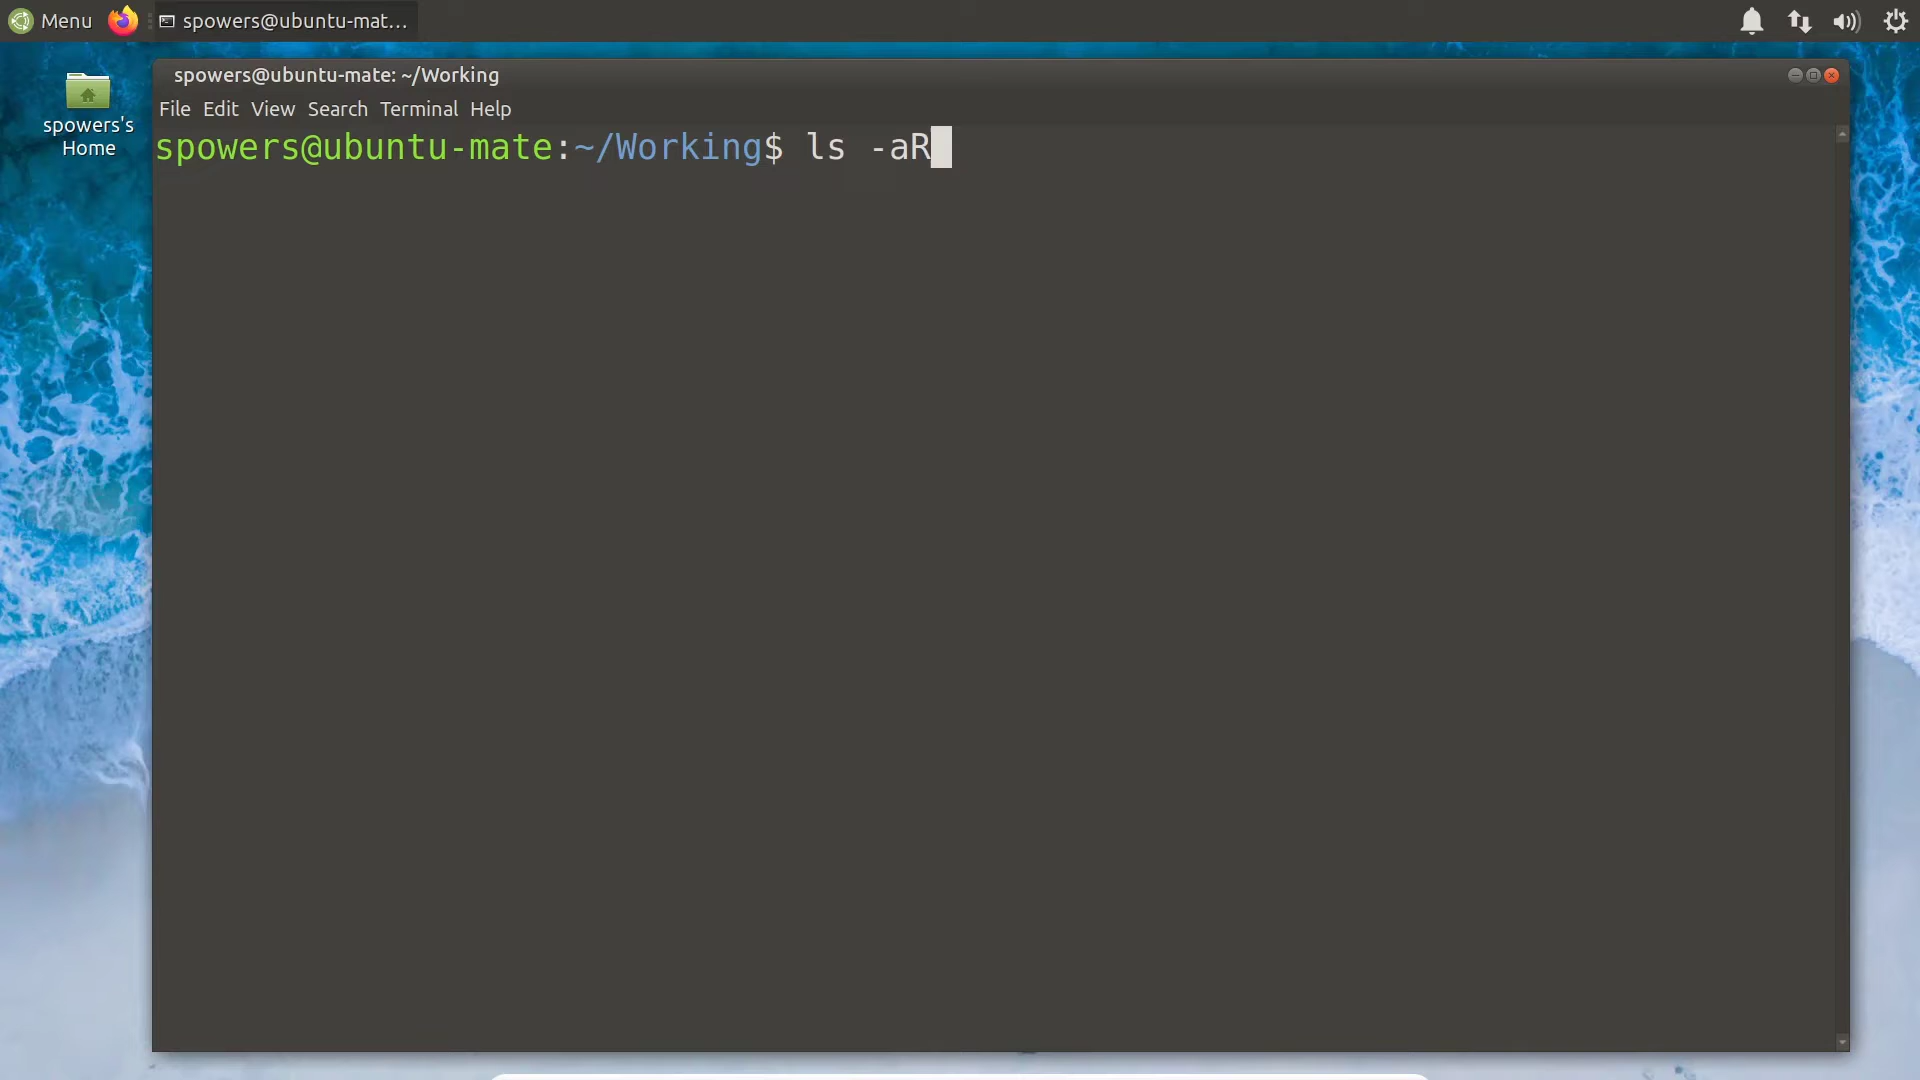 Menu spowers@ubuntu-mat...
spowers's
Home
spowers@ubuntu-mate: ~/Working
File Edit View Search Terminal Help
spowers@ubuntu-mate:~/Working$ ls -aR